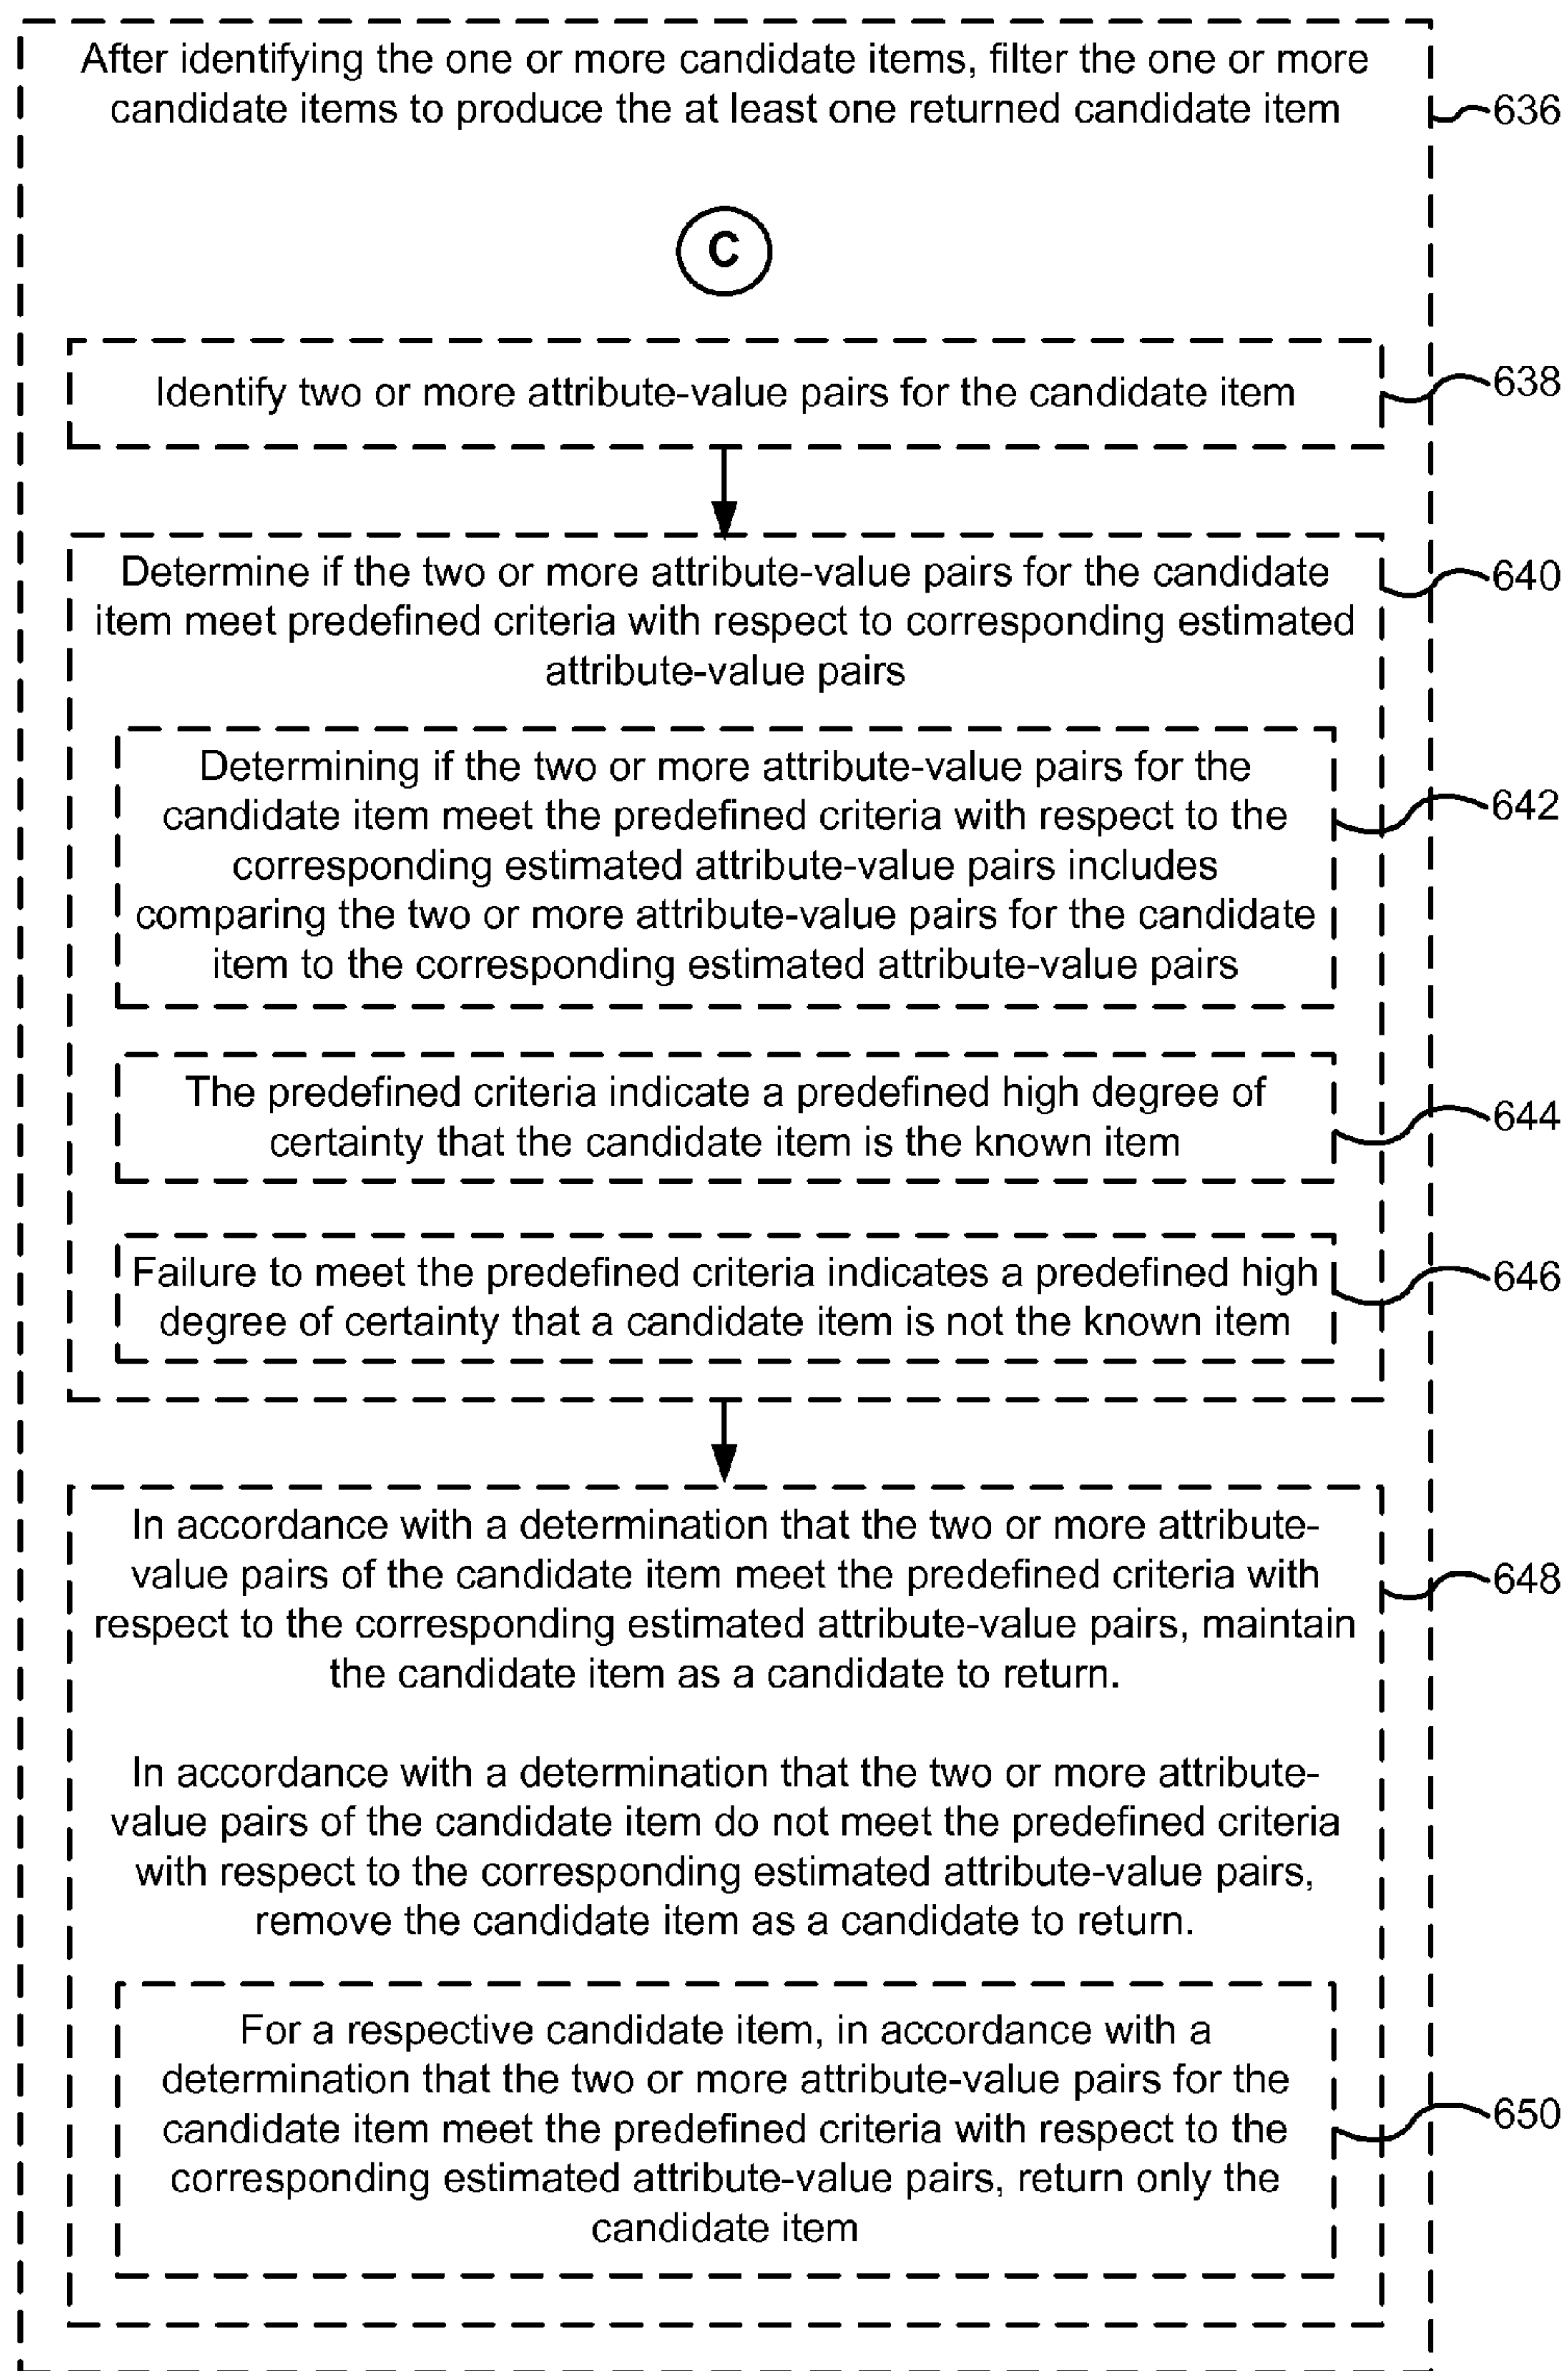 After identifying the one or more candidate items, filter the one or more
candidate items to produce the at least one returned candidate item
636
C
Identify two or more attribute-value pairs for the candidate item
638
Determine if the two or more attribute-value pairs for the candidate
item meet predefined criteria with respect to corresponding estimated
attribute-value pairs
640
Determining if the two or more attribute-value pairs for the
candidate item meet the predefined criteria with respect to the
corresponding estimated attribute-value pairs includes
comparing the two or more attribute-value pairs for the candidate
item to the corresponding estimated attribute-value pairs
642
The predefined criteria indicate a predefined high degree of
certainty that the candidate item is the known item
644
Failure to meet the predefined criteria indicates a predefined high
degree of certainty that a candidate item is not the known item
646
In accordance with a determination that the two or more attribute-
value pairs of the candidate item meet the predefined criteria with
respect to the corresponding estimated attribute-value pairs, maintain
the candidate item as a candidate to return.
648
In accordance with a determination that the two or more attribute-
value pairs of the candidate item do not meet the predefined criteria
with respect to the corresponding estimated attribute-value pairs,
remove the candidate item as a candidate to return.
For a respective candidate item, in accordance with a
determination that the two or more attribute-value pairs for the
candidate item meet the predefined criteria with respect to the
corresponding estimated attribute-value pairs, return only the
candidate item
650